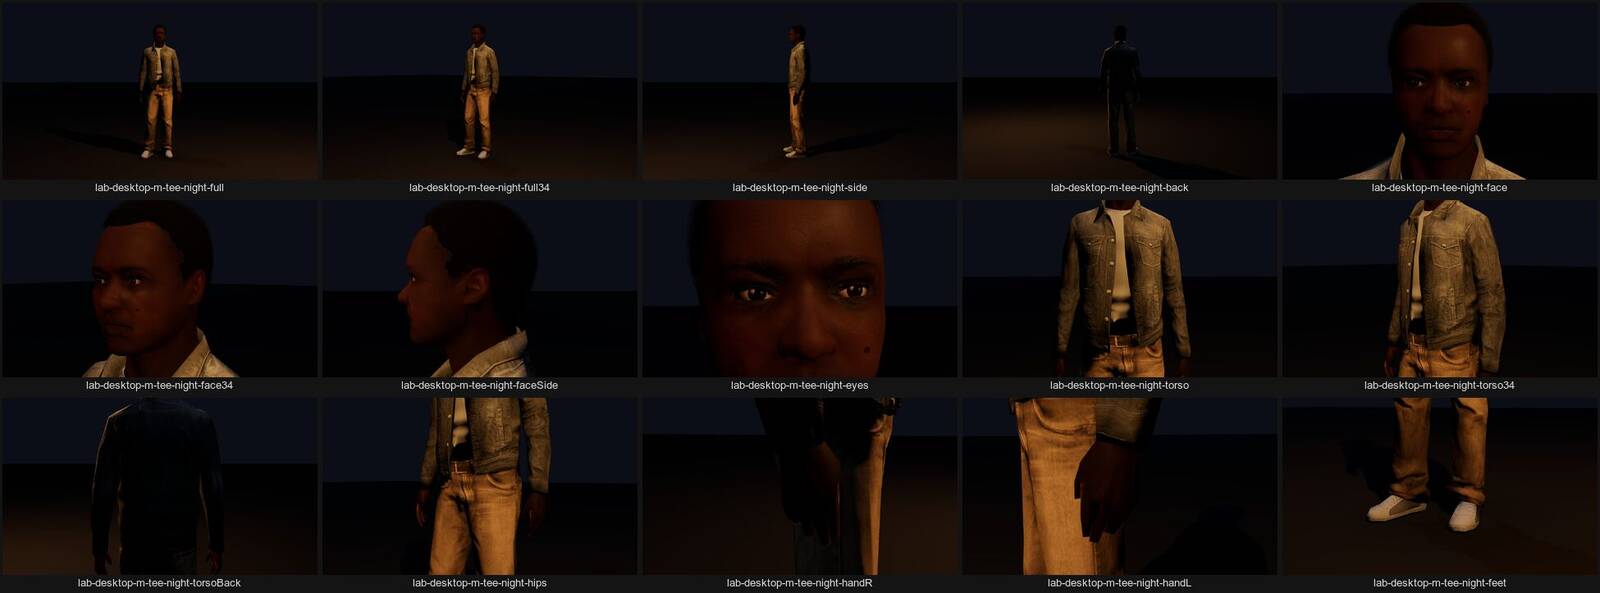 lab-desktop-m-tee-night-full
lab-desktop-m-tee-night-full34
lab-desktop-m-tee-night-side
lab-desktop-m-tee-night-back
lab-desktop-m-tee-night-face
lab-desktop-m-tee-night-face34
lab-desktop-m-tee-night-faceSide
lab-desktop-m-tee-night-eyes
lab-desktop-m-tee-night-torso
lab-desktop-m-tee-night-torso34
lab-desktop-m-tee-night-torsoBack
lab-desktop-m-tee-night-hips
lab-desktop-m-tee-night-handR
lab-desktop-m-tee-night-handL
lab-desktop-m-tee-night-feet